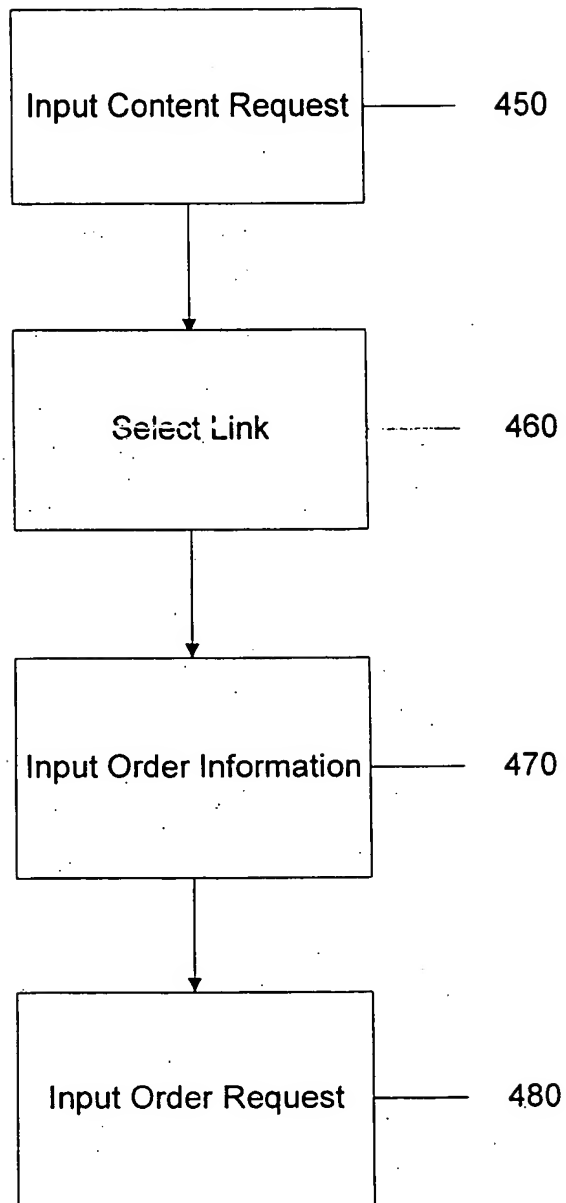 Input Content Request 450
Select Link 460
Input Order Information 470
Input Order Request 480